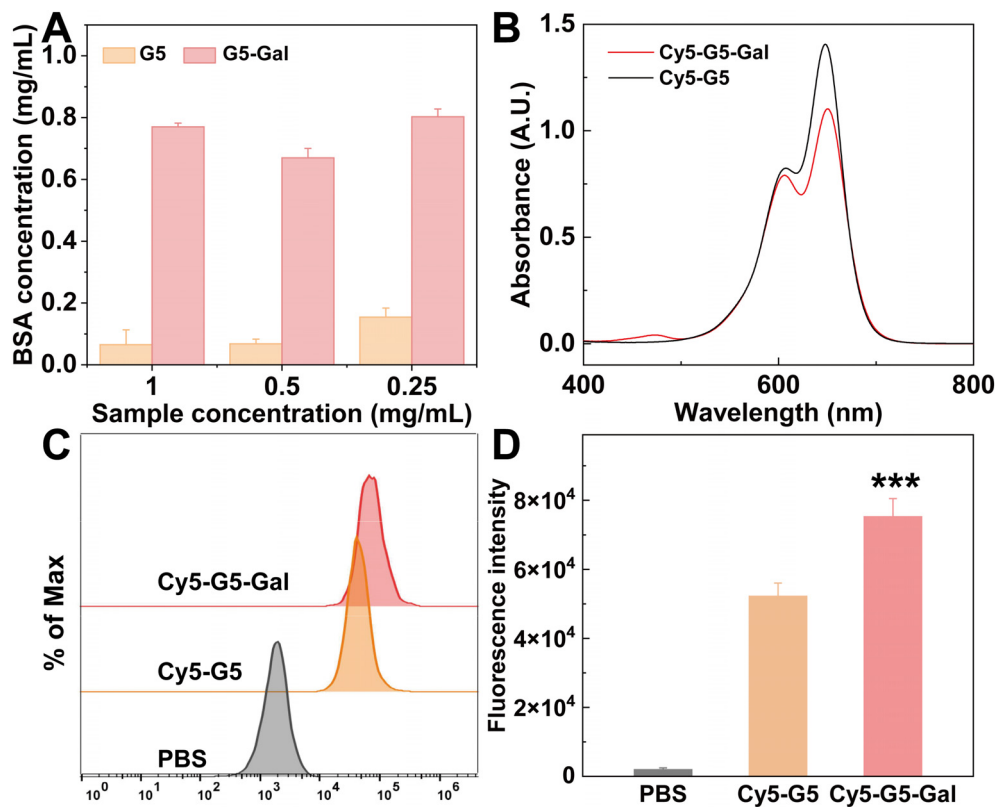 A
BSA concentration (mg/mL)
1.0
0.8
0.6
0.4
0.2
0.0
G5
G5-Gal
1 0.5 0.25
Sample concentration (mg/mL)
B
Absorbance (A.U.)
1.5
1.0
0.5
0.0
Cy5-G5-Gal
Cy5-G5
400 600 800
Wavelength (nm)
C
% of Max
Cy5-G5-Gal
Cy5-G5
PBS
10⁰ 10¹ 10² 10³ 10⁴ 10⁵ 10⁶
D
Fluorescence intensity
8×10⁴
6×10⁴
4×10⁴
2×10⁴
0
***
PBS Cy5-G5 Cy5-G5-Gal